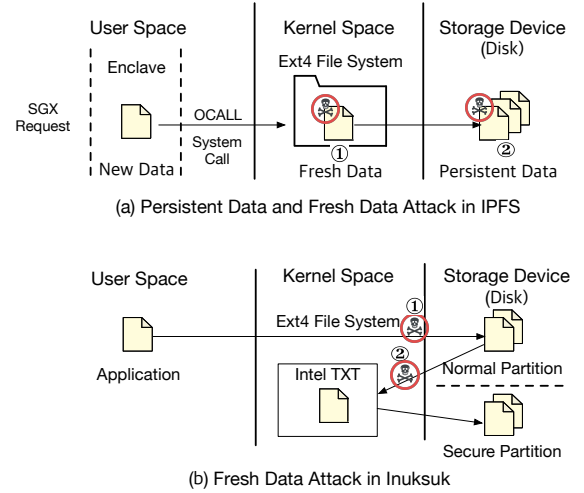 User Space
Kernel Space
Storage Device
(Disk)
Enclave
Ext4 File System
SGX
Request
OCALL
System
Call
New Data
①
Fresh Data
②
Persistent Data
(a) Persistent Data and Fresh Data Attack in IPFS
User Space
Kernel Space
Storage Device
(Disk)
Ext4 File System
①
②
Application
Intel TXT
Normal Partition
Secure Partition
(b) Fresh Data Attack in Inuksuk